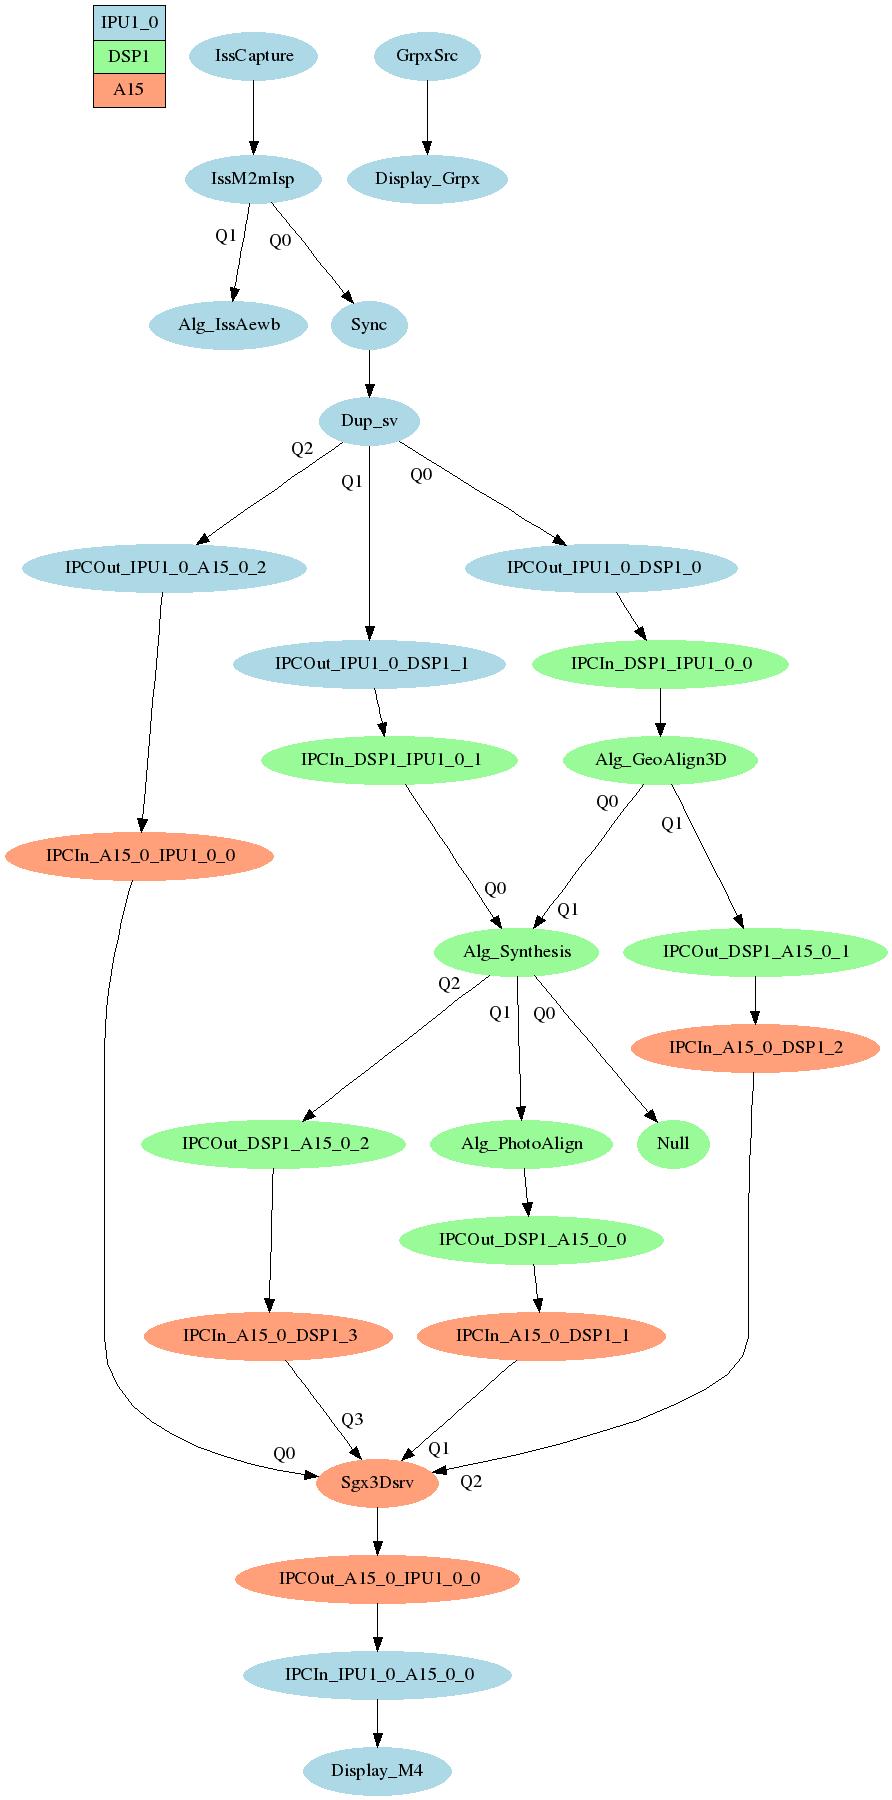 IPU1_0
DSP1
A15
IssCapture
GrpxSrc
IssM2mIsp
Display_Grpx
Q1
Q0
Alg_IssAewb
Sync
Dup_sv
Q2
Q1
Q0
IPCOut_IPU1_0_A15_0_2
IPCOut_IPU1_0_DSP1_0
IPCOut_IPU1_0_DSP1_1
IPCIn_DSP1_IPU1_0_0
IPCIn_DSP1_IPU1_0_1
Alg_GeoAlign3D
Q0
Q1
IPCIn_A15_0_IPU1_0_0
Q0
Q1
Alg_Synthesis
IPCOut_DSP1_A15_0_1
Q2
Q1
Q0
IPCIn_A15_0_DSP1_2
IPCOut_DSP1_A15_0_2
Alg_PhotoAlign
Null
IPCOut_DSP1_A15_0_0
IPCIn_A15_0_DSP1_3
IPCIn_A15_0_DSP1_1
Q3
Q0
Q1
Q2
Sgx3Dsrv
IPCOut_A15_0_IPU1_0_0
IPCIn_IPU1_0_A15_0_0
Display_M4